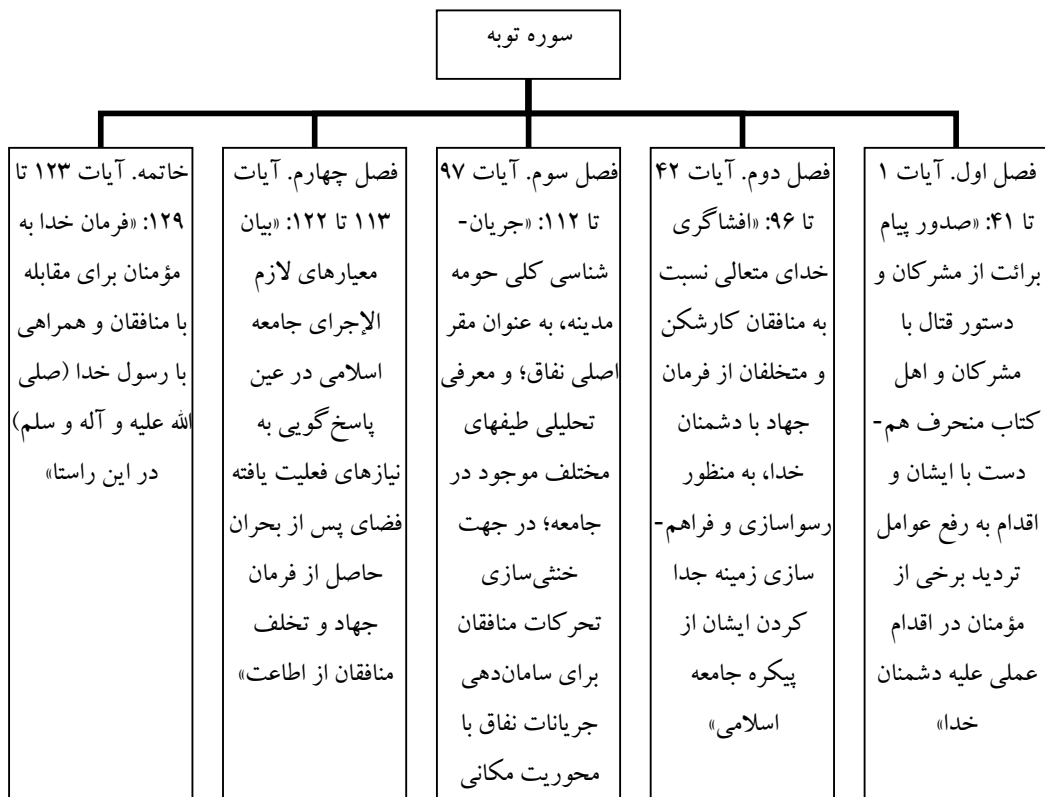 سوره توبه
فصل اول. آیات ۱
تا ۴۱: «صدور پیام
برائت از مشرکان و
دستور قتال با
مشرکان و اهل
کتاب منحرف هم-
دست با ایشان و
اقدام به رفع عوامل
تردید برخی از
مؤمنان در اقدام
عملی علیه دشمنان
خدا»
فصل دوم. آیات ۴۲
تا ۹۶: «افشاگری
خدای متعالی نسبت
به منافقان کارشکن
و متخلفان از فرمان
جهاد با دشمنان
خدا، به منظور
رسواسازی و فراهم-
سازی زمینه جدا
کردن ایشان از
پیکره جامعه
اسلامی»
فصل سوم. آیات ۹۷
تا ۱۱۲: «جریان-
شناسی کلی حومه
مدینه، به عنوان مقر
اصلی نفاق؛ و معرفی
تحلیلی طیفهای
مختلف موجود در
جامعه؛ در جهت
خنثی‌سازی
تحرکات منافقان
برای سامان‌دهی
جریانات نفاق با
محوریت مکانی
فصل چهارم. آیات
۱۱۳ تا ۱۲۲: «بیان
معیارهای لازم
الإجرای جامعه
اسلامی در عین
پاسخ‌گویی به
نیازهای فعلیت یافته
فضای پس از بحران
حاصل از فرمان
جهاد و تخلف
منافقان از اطاعت»
خاتمه. آیات ۱۲۳ تا
۱۲۹: «فرمان خدا به
مؤمنان برای مقابله
با منافقان و همراهی
با رسول خدا (صلی
الله علیه و آله و سلم)
در این راستا»